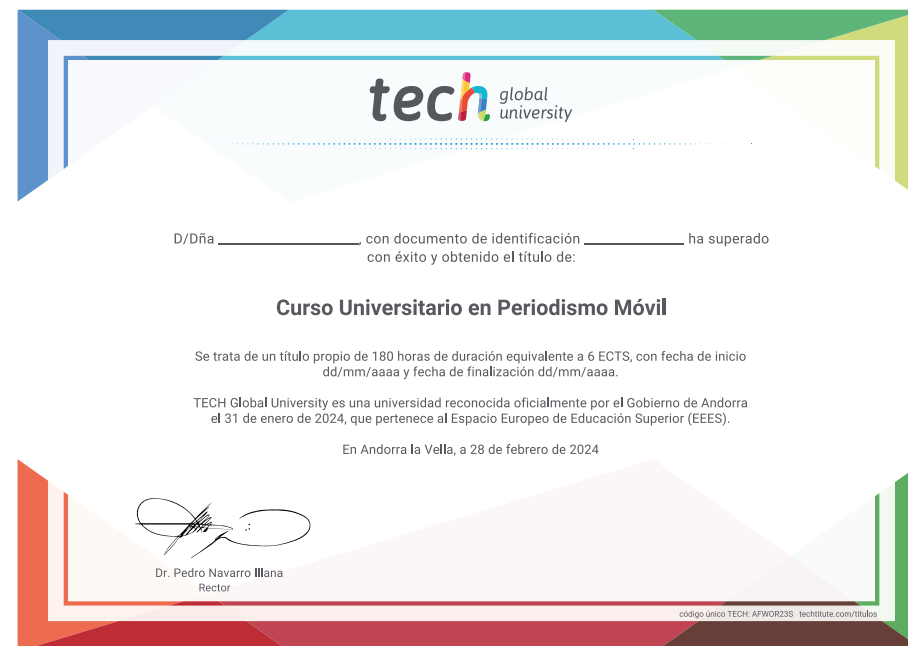 tech global
university
D/Dña ____________________, con documento de identificación ______________ ha superado
con éxito y obtenido el título de:
Curso Universitario en Periodismo Móvil
Se trata de un título propio de 180 horas de duración equivalente a 6 ECTS, con fecha de inicio
dd/mm/aaaa y fecha de finalización dd/mm/aaaa.
TECH Global University es una universidad reconocida oficialmente por el Gobierno de Andorra
el 31 de enero de 2024, que pertenece al Espacio Europeo de Educación Superior (EEES).
En Andorra la Vella, a 28 de febrero de 2024
Dr. Pedro Navarro Illana
Rector
código único TECH: AFWOR23S techtitute.com/titulos